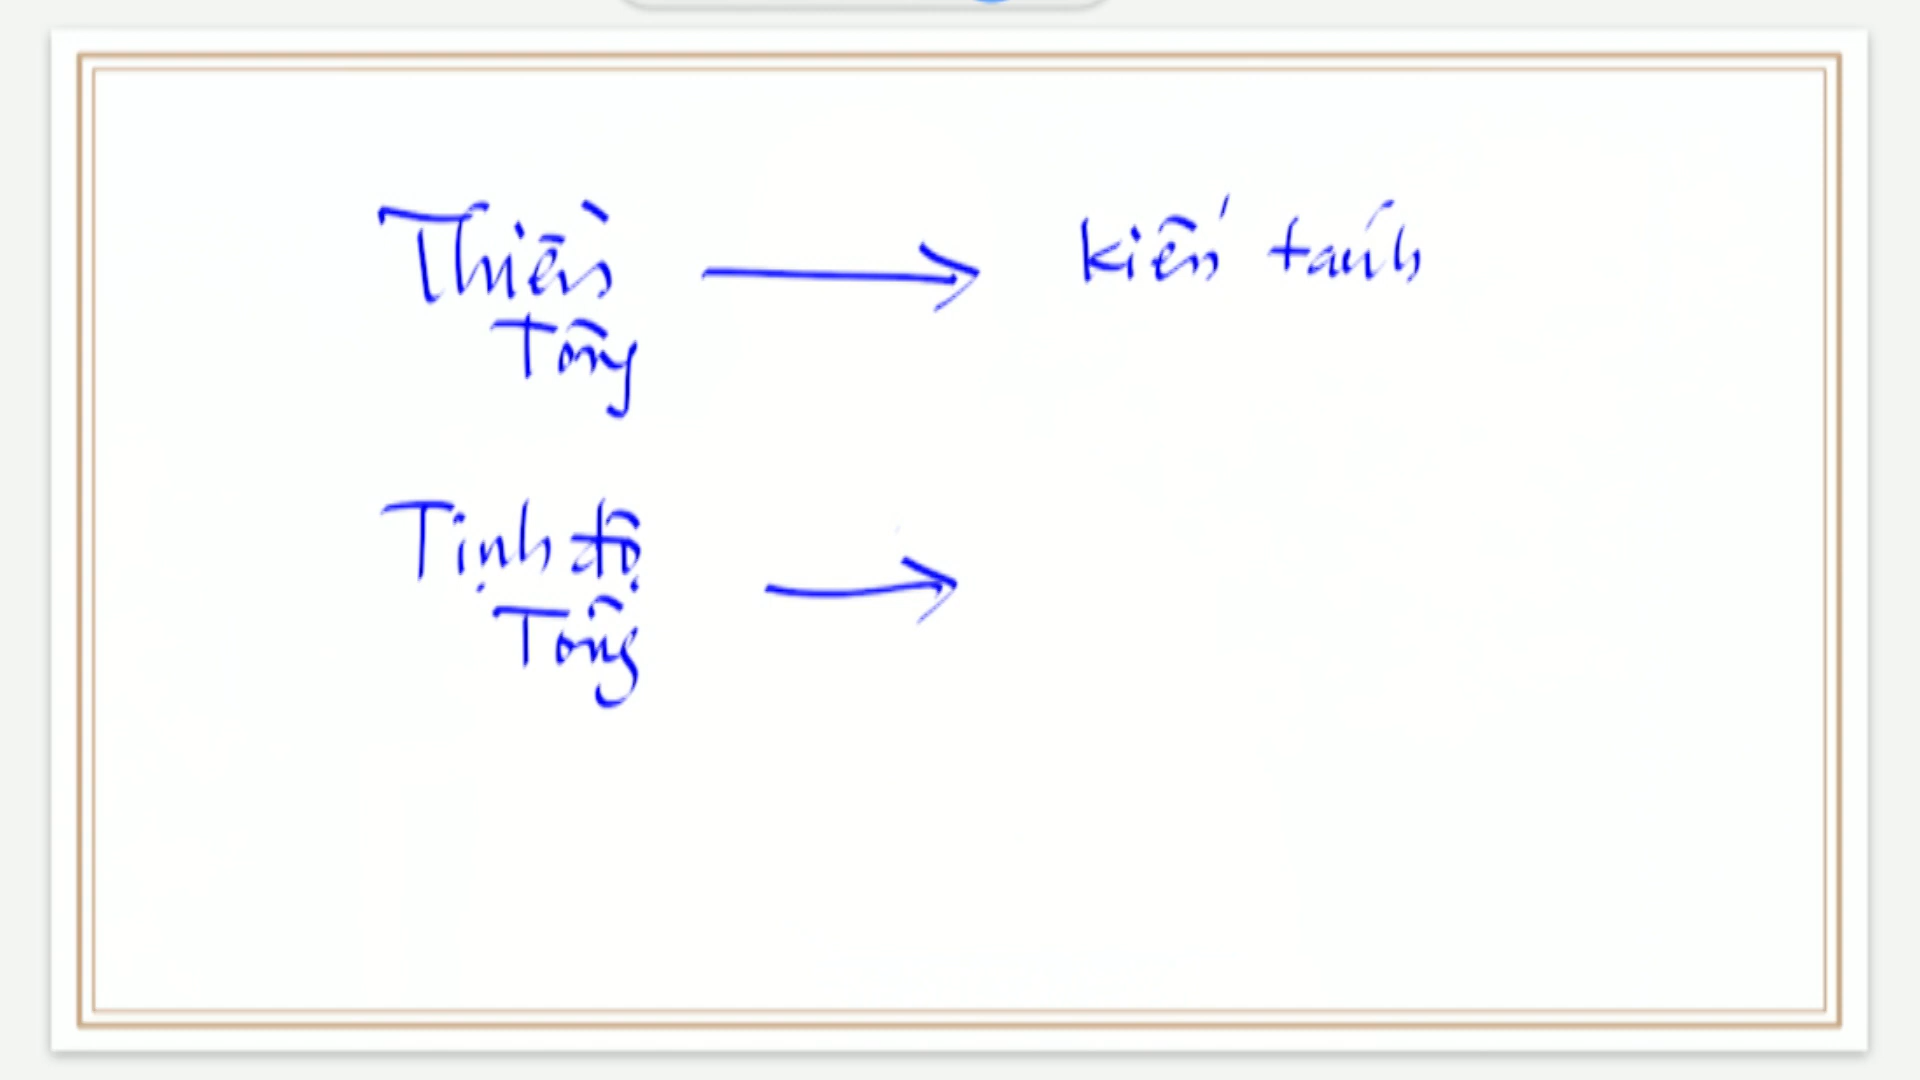 Thiền → kiến tánh
Tông
Tịnh độ →
Tông